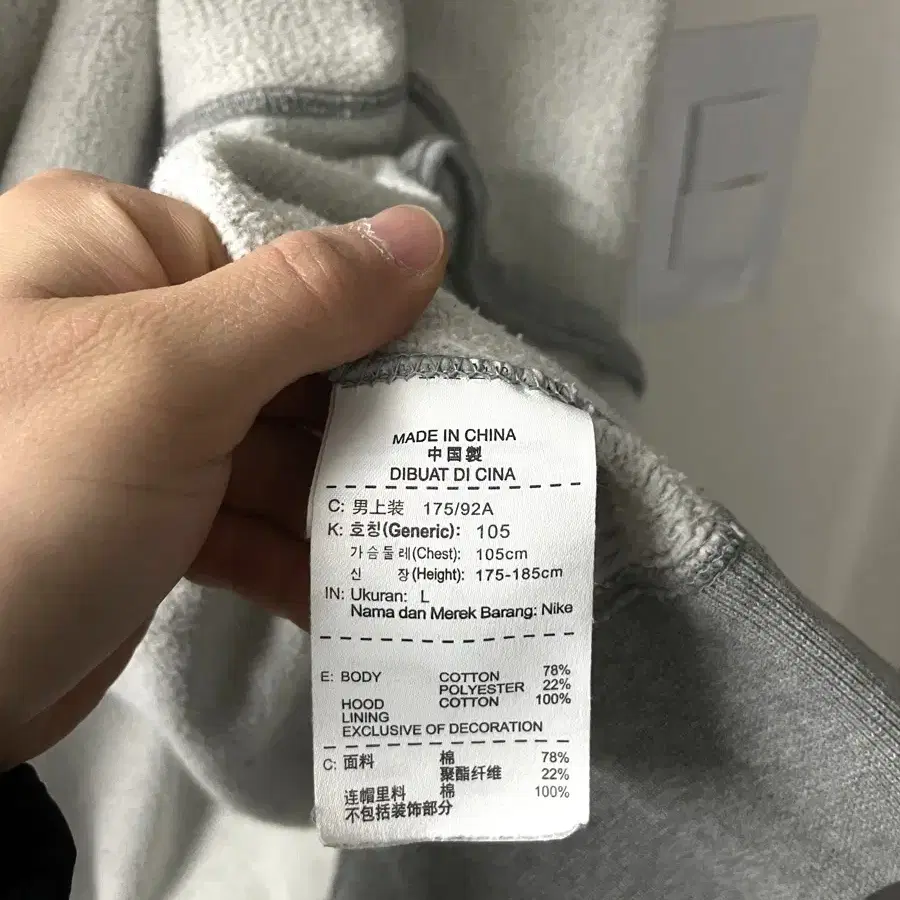 MADE IN CHINA
中国製
DIBUAT DI CINA
C: 男上装 175/92A
K: 호칭(Generic): 105
가슴둘레(Chest): 105cm
신 장(Height): 175-185cm
IN: Ukuran: L
Nama dan Merek Barang: Nike
E: BODY COTTON 78%
POLYESTER 22%
HOOD COTTON 100%
LINING
EXCLUSIVE OF DECORATION
C: 面料 棉 78%
聚酯纤维 22%
连帽里料 棉 100%
不包括装饰部分